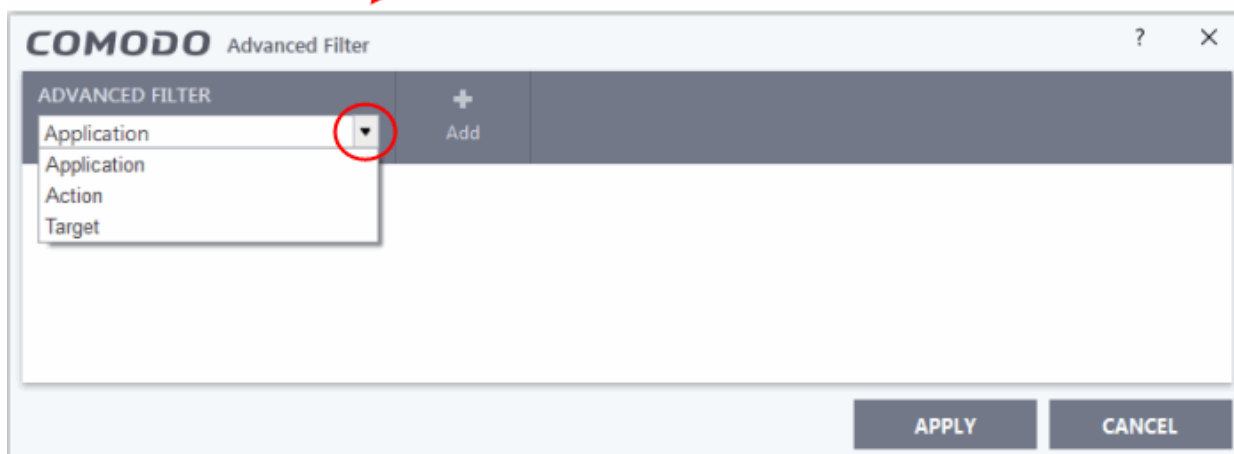 COMODO Advanced Filter ?
ADVANCED FILTER
Application
Add
Application
Action
Target
APPLY CANCEL